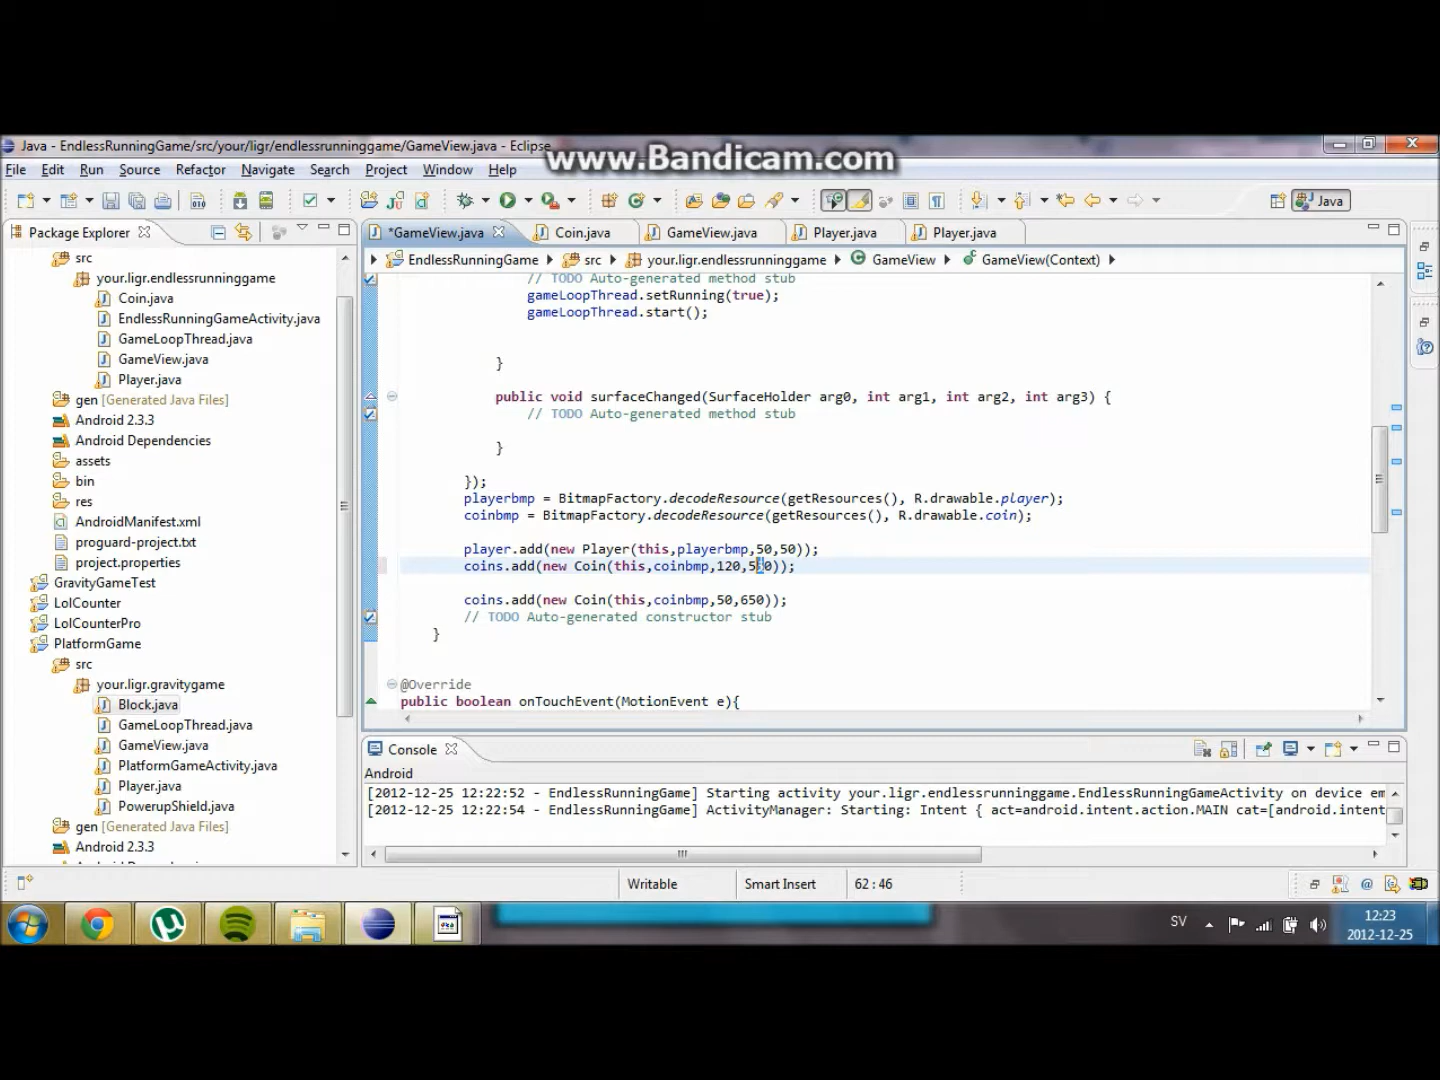 Java - EndlessRunningGame/src/your/ligr/endlessrunninggame/GameView.java - Eclipse
www.Bandicam.com
File Edit Run Source Refactor Navigate Search Project Window Help
Java
Package Explorer
*GameView.java Coin.java GameView.java Player.java Player.java
EndlessRunningGame src your.ligr.endlessrunninggame GameView GameView(Context)
src
your.ligr.endlessrunninggame
Coin.java
EndlessRunningGameActivity.java
GameLoopThread.java
GameView.java
Player.java
gen [Generated Java Files]
Android 2.3.3
Android Dependencies
assets
bin
res
AndroidManifest.xml
proguard-project.txt
project.properties
GravityGameTest
LolCounter
LolCounterPro
PlatformGame
src
your.ligr.gravitygame
Block.java
GameLoopThread.java
GameView.java
PlatformGameActivity.java
Player.java
PowerupShield.java
gen [Generated Java Files]
Android 2.3.3
// TODO Auto-generated method stub
gameLoopThread.setRunning(true);
gameLoopThread.start();
}
public void surfaceChanged(SurfaceHolder arg0, int arg1, int arg2, int arg3) {
// TODO Auto-generated method stub
}
});
playerbmp = BitmapFactory.decodeResource(getResources(), R.drawable.player);
coinbmp = BitmapFactory.decodeResource(getResources(), R.drawable.coin);
player.add(new Player(this,playerbmp,50,50));
coins.add(new Coin(this,coinbmp,120,
coins.add(new Coin(this,coinbmp,50,650));
// TODO Auto-generated constructor stub
}
@Override
public boolean onTouchEvent(MotionEvent e){
Console
Android
[2012-12-25 12:22:52 - EndlessRunningGame] Starting activity your.ligr.endlessrunninggame.EndlessRunningGameActivity on device em
[2012-12-25 12:22:54 - EndlessRunningGame] ActivityManager: Starting: Intent { act=android.intent.action.MAIN cat=[android.intent
Writable Smart Insert 62 : 46
SV 12:23
2012-12-25